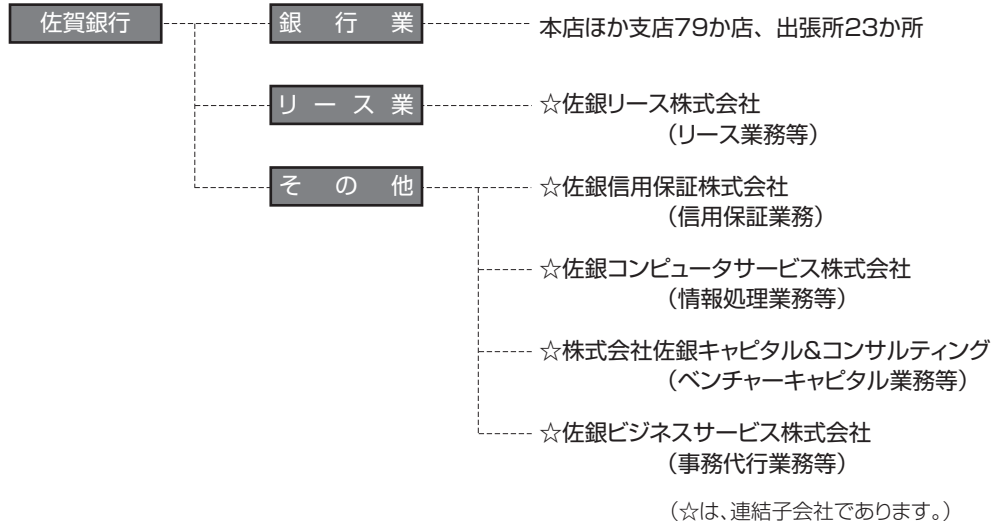 佐賀銀行
銀行業
本店ほか支店79か店、出張所23か所
リース業
☆佐銀リース株式会社
（リース業務等）
その他
☆佐銀信用保証株式会社
（信用保証業務）
☆佐銀コンピュータサービス株式会社
（情報処理業務等）
☆株式会社佐銀キャピタル&コンサルティング
（ベンチャーキャピタル業務等）
☆佐銀ビジネスサービス株式会社
（事務代行業務等）
（☆は、連結子会社であります。）